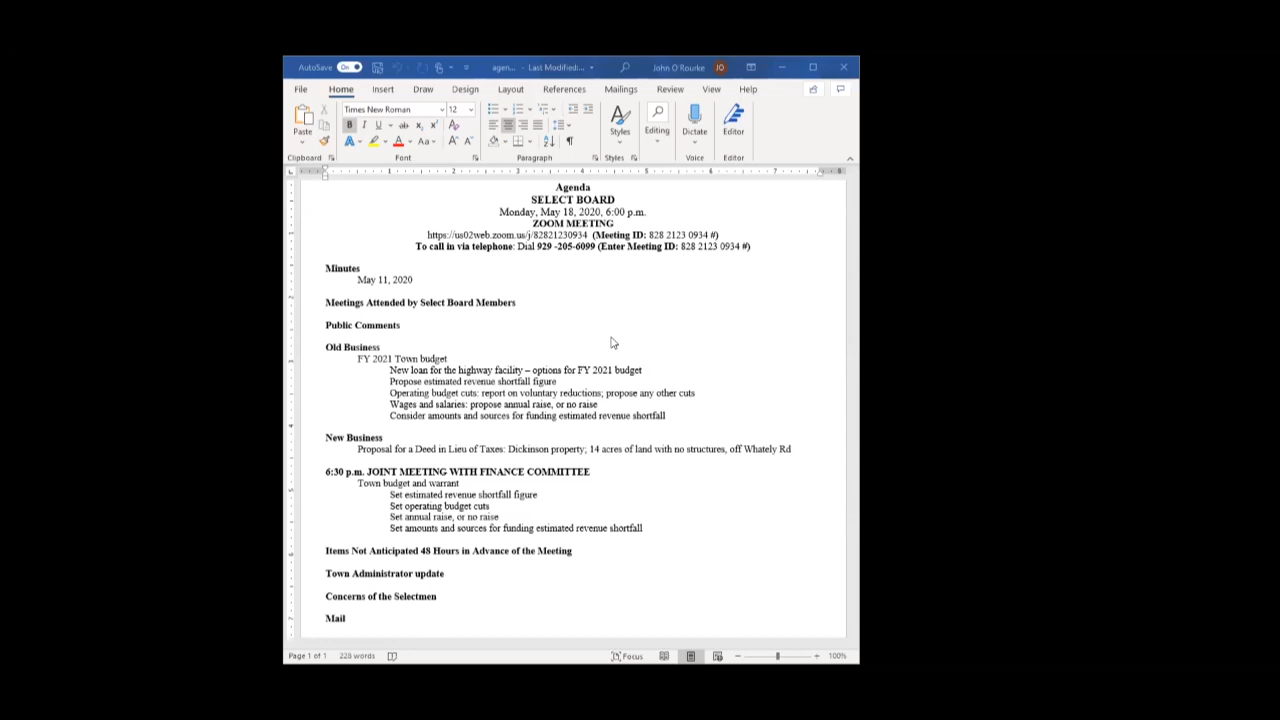 AutoSave On agen... - Last Modified:... John O'Rourke JO
File Home Insert Draw Design Layout References Mailings Review View Help
Times New Roman 12
Paste Styles Editing Dictate Editor
Clipboard Font Paragraph Styles Voice Editor
Agenda
SELECT BOARD
Monday, May 18, 2020, 6:00 p.m.
ZOOM MEETING
https://us02web.zoom.us/j/82821230934 (Meeting ID: 828 2123 0934 #)
To call in via telephone: Dial 929 -205-6099 (Enter Meeting ID: 828 2123 0934 #)
Minutes
May 11, 2020
Meetings Attended by Select Board Members
Public Comments
Old Business
FY 2021 Town budget
New loan for the highway facility – options for FY 2021 budget
Propose estimated revenue shortfall figure
Operating budget cuts: report on voluntary reductions; propose any other cuts
Wages and salaries: propose annual raise, or no raise
Consider amounts and sources for funding estimated revenue shortfall
New Business
Proposal for a Deed in Lieu of Taxes: Dickinson property; 14 acres of land with no structures, off Whately Rd
6:30 p.m. JOINT MEETING WITH FINANCE COMMITTEE
Town budget and warrant
Set estimated revenue shortfall figure
Set operating budget cuts
Set annual raise, or no raise
Set amounts and sources for funding estimated revenue shortfall
Items Not Anticipated 48 Hours in Advance of the Meeting
Town Administrator update
Concerns of the Selectmen
Mail
Page 1 of 1 228 words Focus 100%